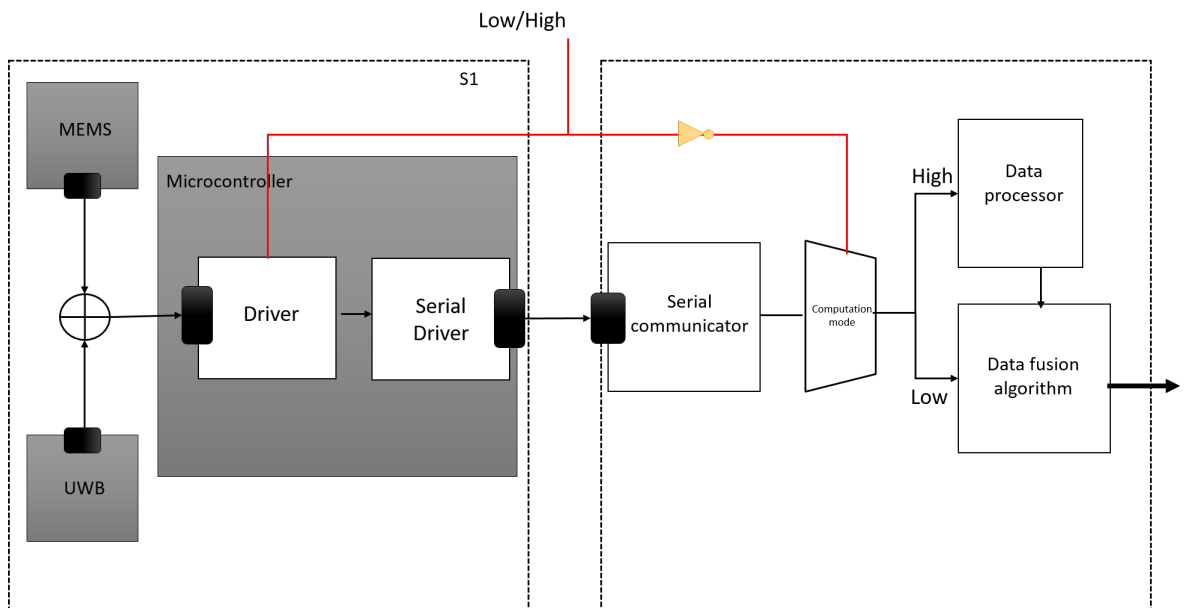 Low/High
S1
MEMS
Microcontroller
Driver
Serial
Driver
UWB
Serial
communicator
Computation
mode
High
Low
Data
processor
Data fusion
algorithm